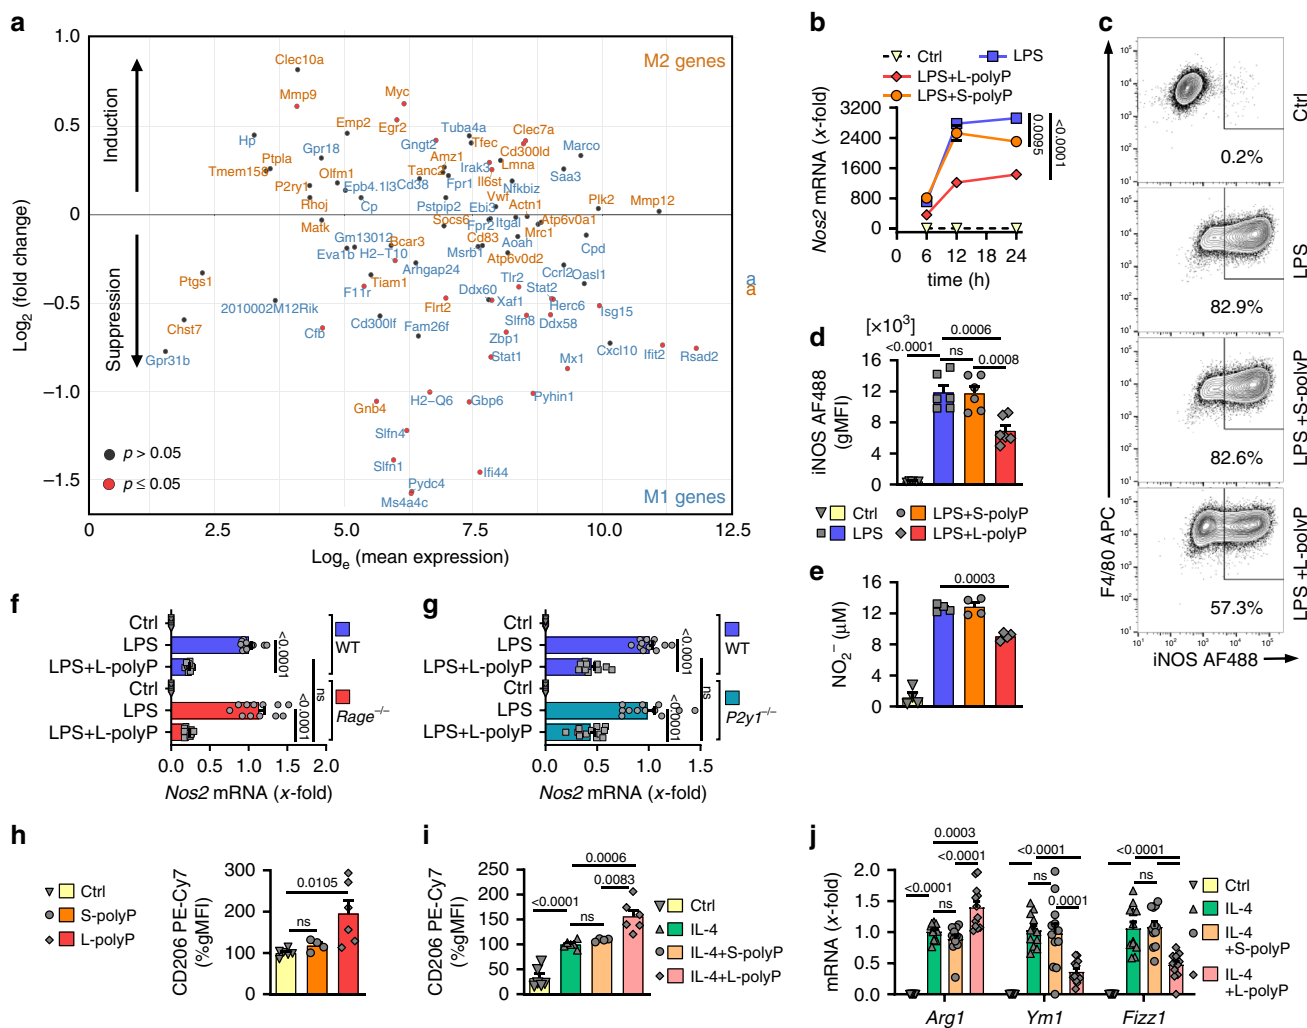 a
1.0
0.5
0
−0.5
−1.0
−1.5
Log2 (fold change)
Induction
Suppression
M2 genes
M1 genes
Clec10a
Mmp9
Myc
Hp
Emp2
Egr2
Tuba4a
Clec7a
Gngt2
Tfec
Cd300ld
Marco
Gpr18
Ptpla
Tmem158
Amz1
Irak3
Lmna
Saa3
Olfm1
Tanc2
Il6st
P2ry1
Epb4.1l3
Cd38
Fpr1
Nfkbiz
Rhoj
Cp
Pstpip2
Ebi3
Vwf
Actn1
Plk2
Mmp12
Matk
Socs6
Fpr2
Itgal
Atp6v0a1
Gm13012
Bcar3
Cd83
Mrc1
Eva1b
H2−T10
Msrb1
Aoah
Cpd
Arhgap24
Atp6v0d2
Ptgs1
Tiam1
Tlr2
Ccrl2
Oasl1
F11r
Ddx60
Stat2
2010002M12Rik
Flrt2
Xaf1
Herc6
Isg15
Chst7
Cfb
Cd300lf
Slfn8
Ddx58
Gpr31b
Fam26f
Zbp1
Stat1
Mx1
Cxcl10
Ifit2
Rsad2
Gnb4
H2−Q6
Gbp6
Pyhin1
Slfn4
Slfn1
Ifi44
Pydc4
Ms4a4c
p > 0.05
p ≤ 0.05
a
a
0
2.5
5.0
7.5
10.0
12.5
Loge (mean expression)
b
Ctrl
LPS
LPS+L-polyP
LPS+S-polyP
3200
2400
1600
800
0
Nos2 mRNA (x-fold)
0.0095
<0.0001
0
6
12
24
time (h)
c
Ctrl
0.2%
LPS
82.9%
LPS +S-polyP
82.6%
LPS +L-polyP
57.3%
F4/80 APC
iNOS AF488
d
[×10³]
16
12
8
4
0
iNOS AF488
(gMFI)
0.0006
<0.0001
ns
0.0008
Ctrl
LPS
LPS+S-polyP
LPS+L-polyP
e
16
12
8
4
0
NO2− (µM)
0.0003
f
Ctrl
LPS
LPS+L-polyP
Ctrl
LPS
LPS+L-polyP
<0.0001
<0.0001
ns
WT
Rage−/−
0.0
0.5
1.0
1.5
2.0
Nos2 mRNA (x-fold)
g
Ctrl
LPS
LPS+L-polyP
Ctrl
LPS
LPS+L-polyP
<0.0001
<0.0001
ns
WT
P2y1−/−
0.0
0.5
1.0
1.5
Nos2 mRNA (x-fold)
h
Ctrl
S-polyP
L-polyP
CD206 PE-Cy7
(%gMFI)
300
200
100
0
0.0105
ns
i
CD206 PE-Cy7
(%gMFI)
250
200
150
100
50
0
0.0006
0.0083
<0.0001
ns
Ctrl
IL-4
IL-4+S-polyP
IL-4+L-polyP
j
mRNA (x-fold)
2.0
1.5
1.0
0.5
0.0
0.0003
<0.0001
<0.0001
ns
<0.0001
ns
0.0001
<0.0001
ns
Arg1
Ym1
Fizz1
Ctrl
IL-4
IL-4
+S-polyP
IL-4
+L-polyP